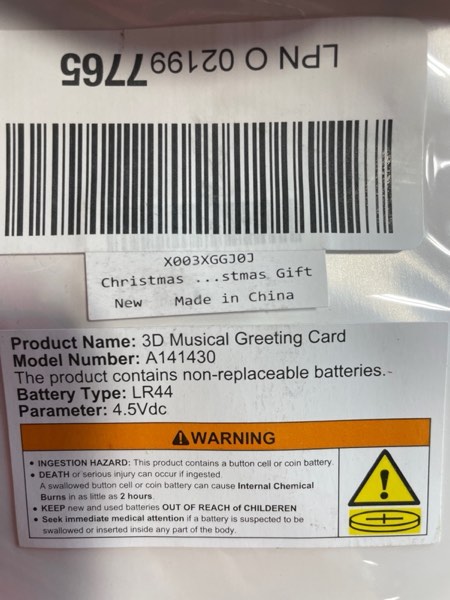 LPN O 02199 7765
X003XGGJ0J
Christmas ...stmas Gift
New Made in China
Product Name: 3D Musical Greeting Card
Model Number: A141430
The product contains non-replaceable batteries.
Battery Type: LR44
Parameter: 4.5Vdc
WARNING
• INGESTION HAZARD: This product contains a button cell or coin battery.
• DEATH or serious injury can occur if ingested.
A swallowed button cell or coin battery can cause Internal Chemical
Burns in as little as 2 hours.
• KEEP new and used batteries OUT OF REACH of CHILDEREN
• Seek immediate medical attention if a battery is suspected to be
swallowed or inserted inside any part of the body.